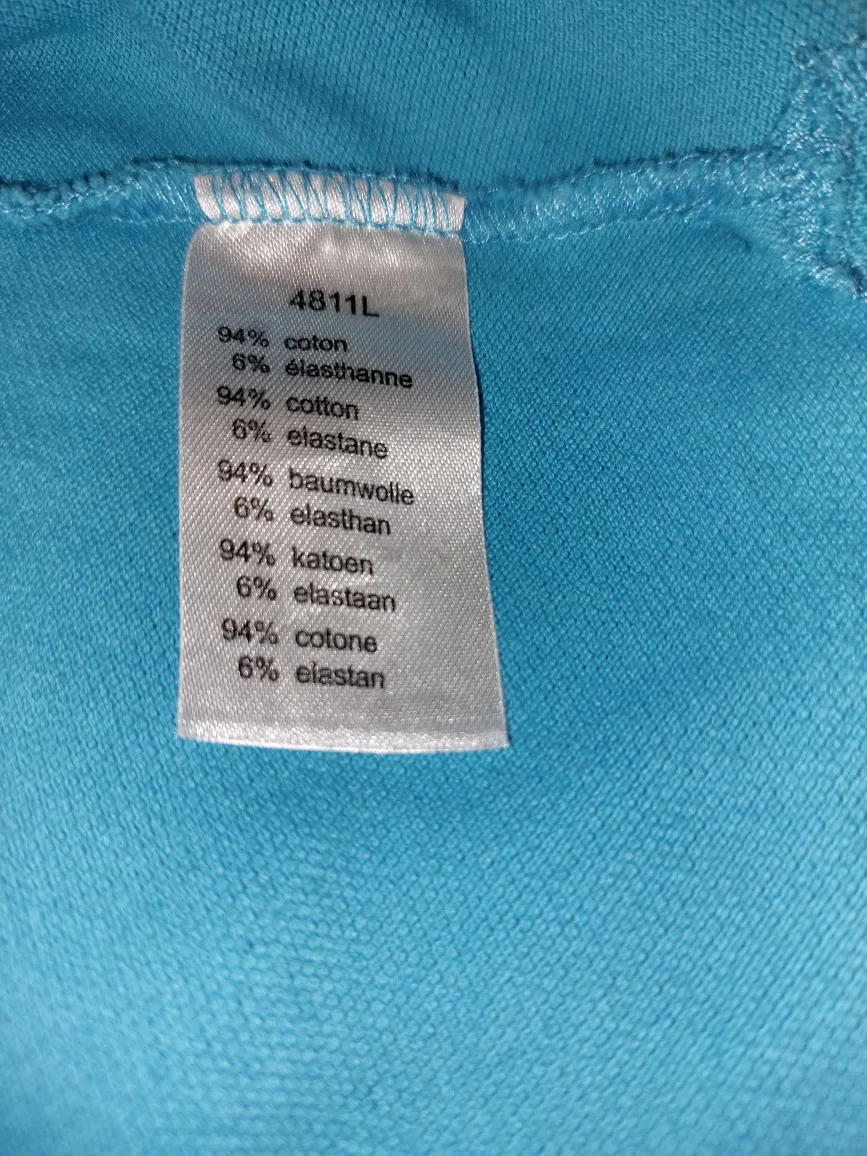 4811L
94% coton
6% élasthanne
94% cotton
6% elastane
94% baumwolle
6% elasthan
94% katoen
6% elastaan
94% cotone
6% elastan